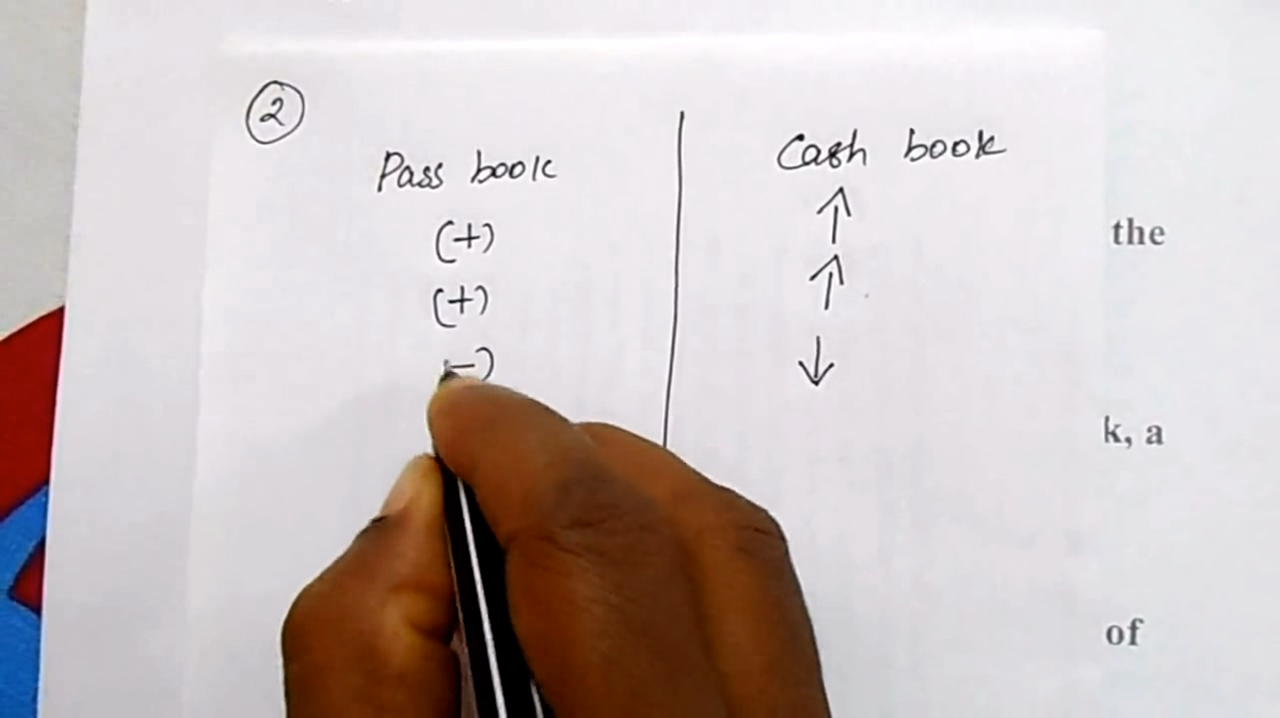 2
Pass book
Cash book
(+)
↑
the
(+)
↑
-)
↓
k, a
of